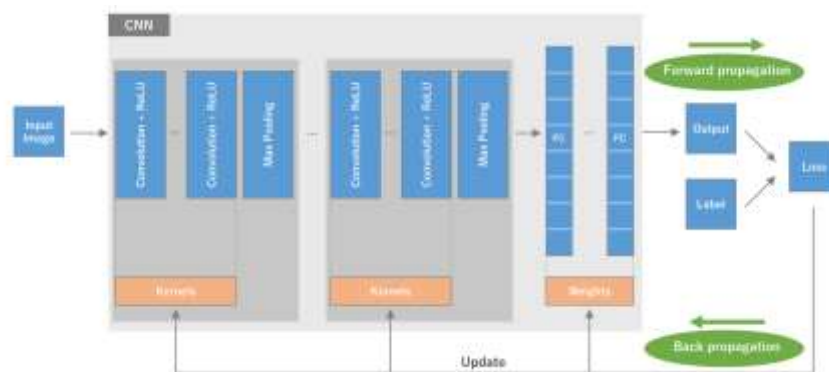 CNN
Forward propagation
Input
Image
Convolution + ReLU
...
Convolution + ReLU
Max Pooling
...
Convolution + ReLU
...
Convolution + ReLU
Max Pooling
FC
...
FC
Output
Label
Loss
Kernels
Kernels
Weights
Back propagation
Update